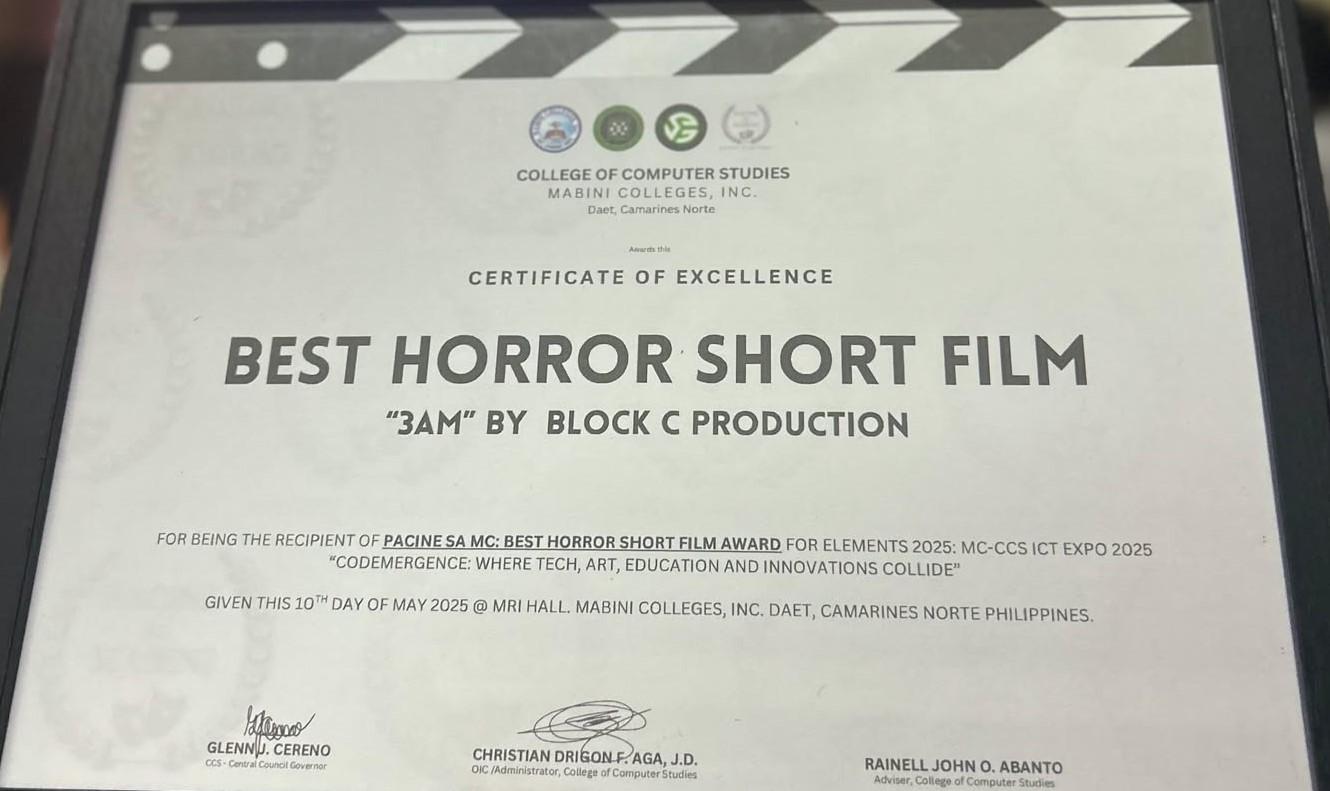 COLLEGE OF COMPUTER STUDIES
MABINI COLLEGES, INC.
Daet, Camarines Norte
Awards this
CERTIFICATE OF EXCELLENCE
BEST HORROR SHORT FILM
“3AM” BY BLOCK C PRODUCTION
FOR BEING THE RECIPIENT OF PACINE SA MC: BEST HORROR SHORT FILM AWARD FOR ELEMENTS 2025: MC-CCS ICT EXPO 2025
“CODEMERGENCE: WHERE TECH, ART, EDUCATION AND INNOVATIONS COLLIDE”
GIVEN THIS 10TH DAY OF MAY 2025 @ MRI HALL. MABINI COLLEGES, INC. DAET, CAMARINES NORTE PHILIPPINES.
GLENN J. CERENO
CCS - Central Council Governor
CHRISTIAN DRIGON F. AGA, J.D.
OIC /Administrator, College of Computer Studies
RAINELL JOHN O. ABANTO
Adviser, College of Computer Studies